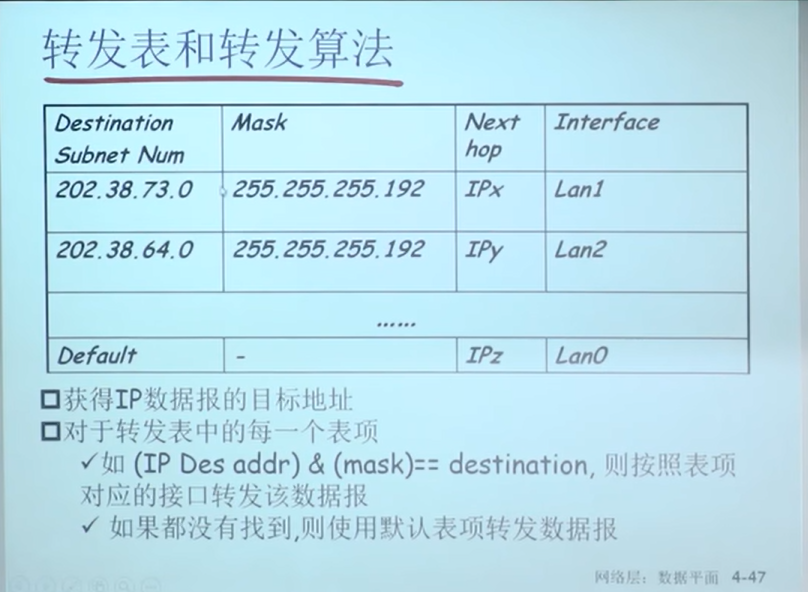 转发表和转发算法
Destination Subnet Num Mask Next hop Interface
202.38.73.0 255.255.255.192 IPx Lan1
202.38.64.0 255.255.255.192 IPy Lan2
......
Default - IPz Lan0
获得IP数据报的目标地址
对于转发表中的每一个表项
✓如 (IP Des addr) & (mask)== destination, 则按照表项
对应的接口转发该数据报
✓ 如果都没有找到,则使用默认表项转发数据报
网络层：数据平面 4-47